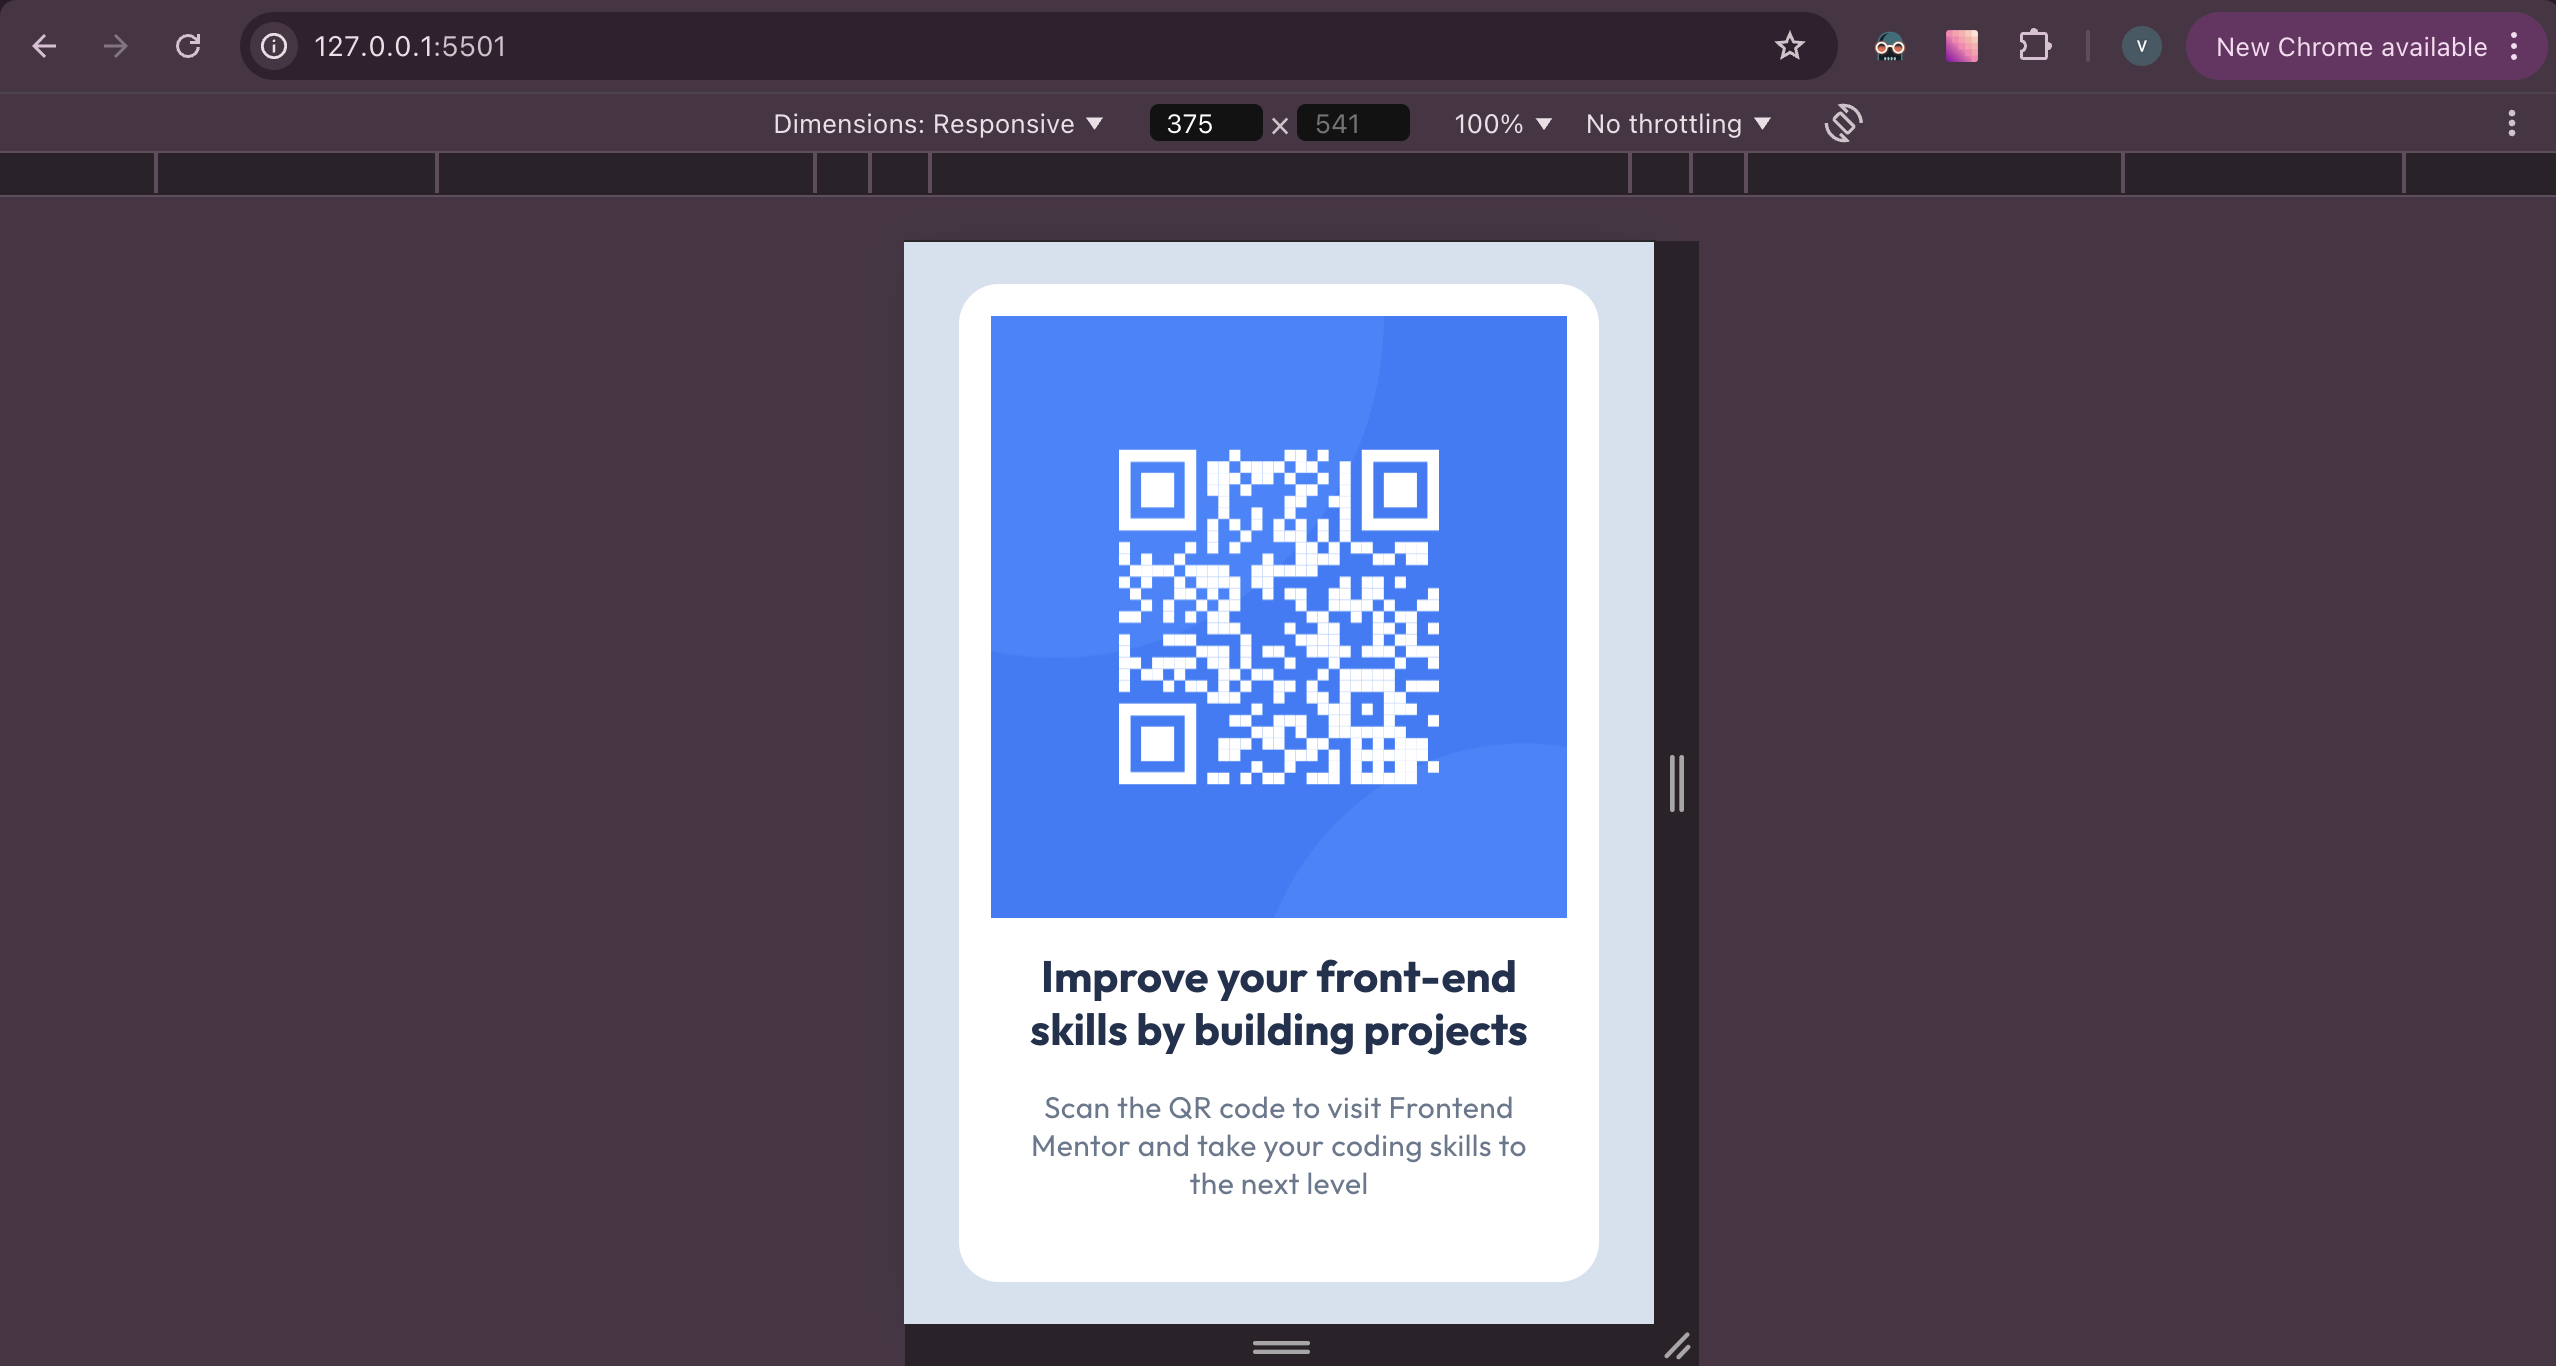 127.0.0.1:5501
V
New Chrome available
Dimensions: Responsive
375 × 541
100%
No throttling
Improve your front-end
skills by building projects
Scan the QR code to visit Frontend
Mentor and take your coding skills to
the next level